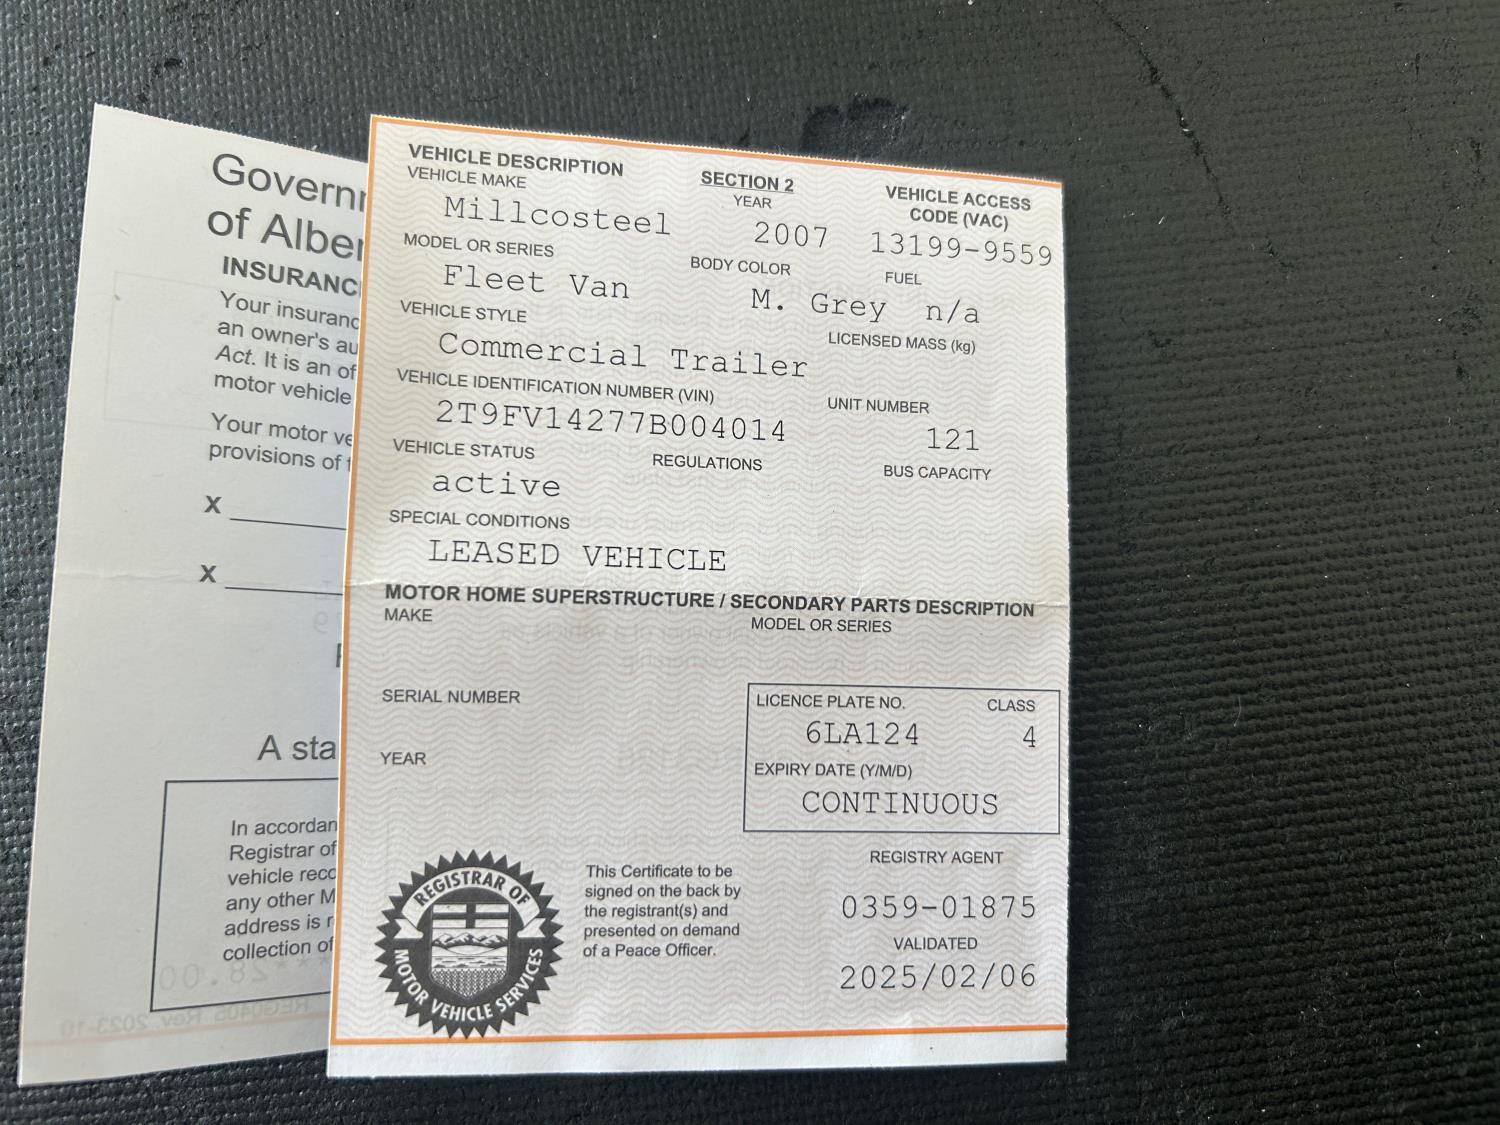 Govern
of Alber
INSURANC
Your insuranc
an owner's au
Act. It is an of
motor vehicle
Your motor ve
provisions of
X
X
A sta
In accordan
Registrar of
vehicle reco
any other M
address is r
collection of
VEHICLE DESCRIPTION SECTION 2 VEHICLE ACCESS
VEHICLE MAKE YEAR CODE (VAC)
Millcosteel 2007 13199-9559
MODEL OR SERIES BODY COLOR FUEL
Fleet Van M. Grey n/a
VEHICLE STYLE LICENSED MASS (kg)
Commercial Trailer
VEHICLE IDENTIFICATION NUMBER (VIN) UNIT NUMBER
2T9FV14277B004014 121
VEHICLE STATUS REGULATIONS BUS CAPACITY
active
SPECIAL CONDITIONS
LEASED VEHICLE
MOTOR HOME SUPERSTRUCTURE / SECONDARY PARTS DESCRIPTION
MAKE MODEL OR SERIES
SERIAL NUMBER
LICENCE PLATE NO. CLASS
6LA124 4
YEAR
EXPIRY DATE (Y/M/D)
CONTINUOUS
REGISTRAR OF
MOTOR VEHICLE SERVICES
This Certificate to be
signed on the back by
the registrant(s) and
presented on demand
of a Peace Officer.
REGISTRY AGENT
0359-01875
VALIDATED
2025/02/06